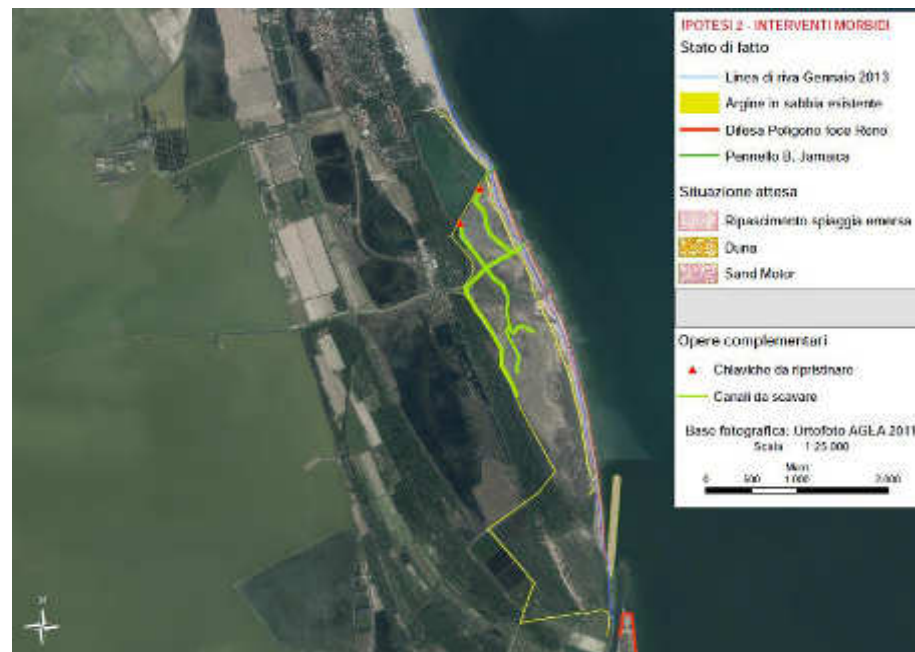 IPOTESI 2 - INTERVENTI MORBIDI
Stato di fatto
Linea di riva Gennaio 2013
Argine in sabbia esistente
Difesa Poligono foce Reno
Pennello B. Jamaica
Situazione attesa
Ripascimento spiaggia emersa
Duna
Sand Motor
Opere complementari
Chiaviche da ripristinare
Canali da scavare
Base fotografica: Ortofoto AGEA 2011
Scala 1:25.000
Metri
0 500 1.000 2.000